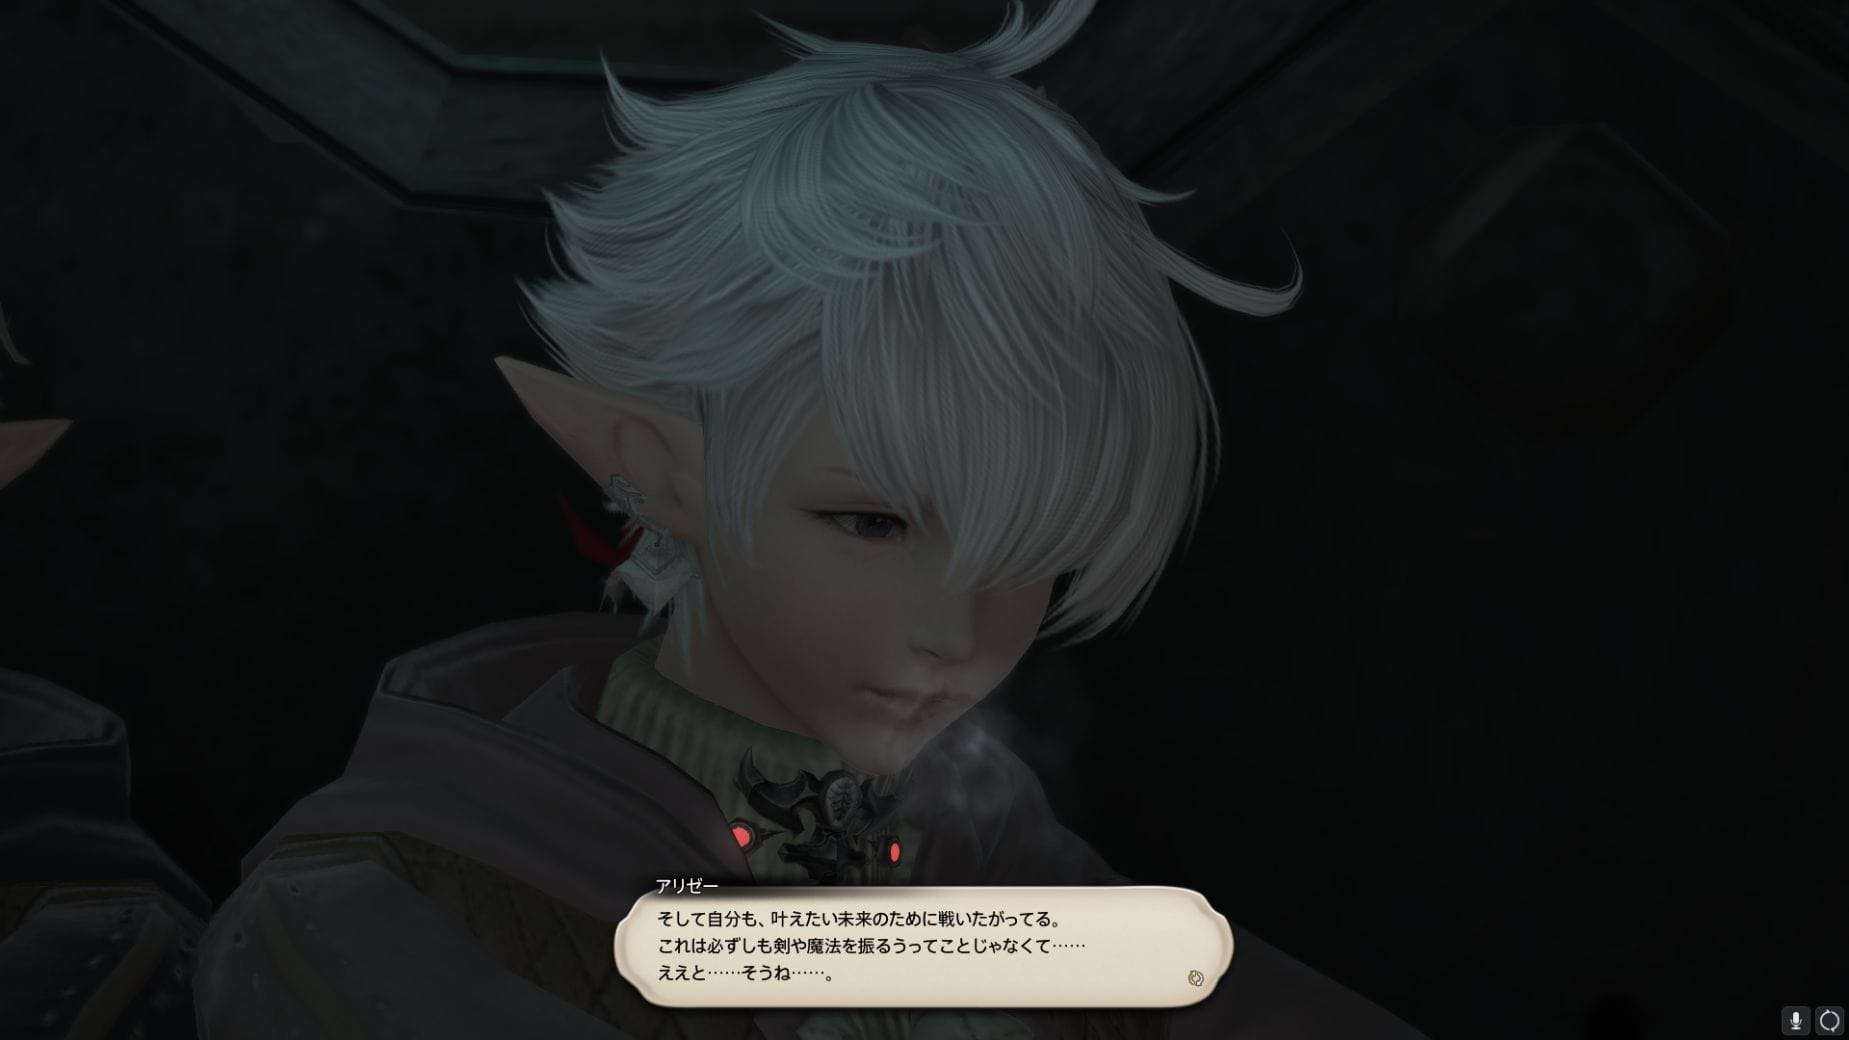 アリゼー
そして自分も、叶えたい未来のために戦いたがってる。
これは必ずしも剣や魔法を振るうってことじゃなくて……
ええと……そうね……。